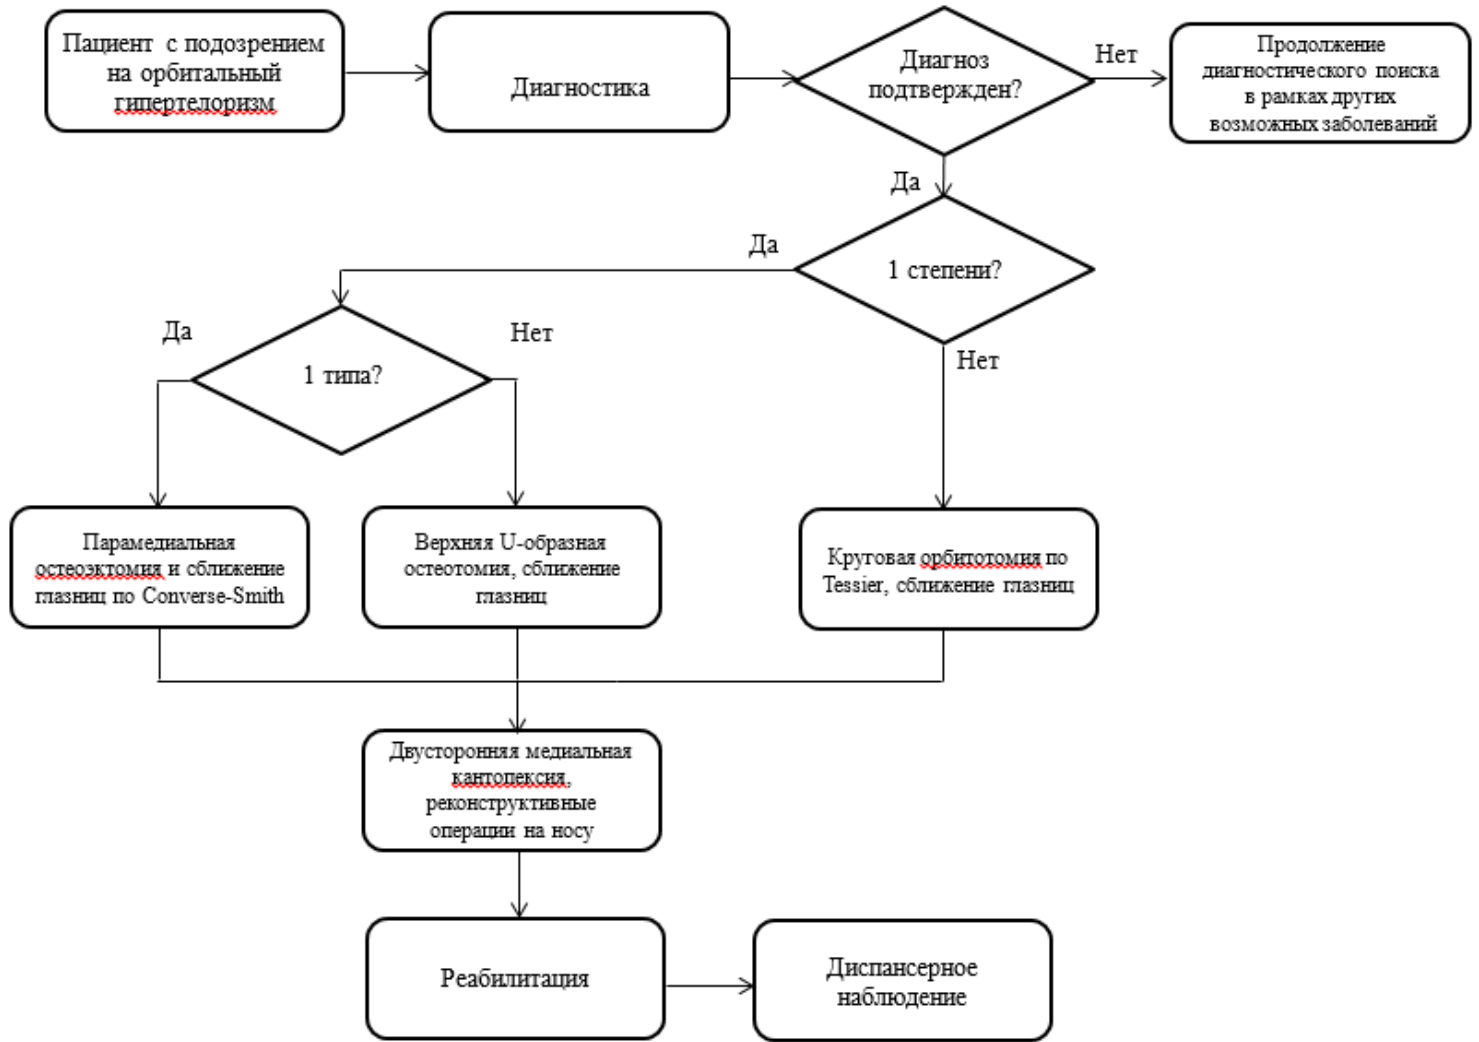 Пациент с подозрением
на орбитальный
гипертелоризм
Диагностика
Диагноз
подтвержден?
Нет
Продолжение
диагностического поиска
в рамках других
возможных заболеваний
Да
1 степени?
Да
Нет
1 типа?
Да
Нет
Парамедиальная
остеоэктомия и сближение
глазниц по Converse-Smith
Верхняя U-образная
остеотомия, сближение
глазниц
Круговая орбитотомия по
Tessier, сближение глазниц
Двусторонняя медиальная
кантопексия,
реконструктивные
операции на носу
Реабилитация
Диспансерное
наблюдение